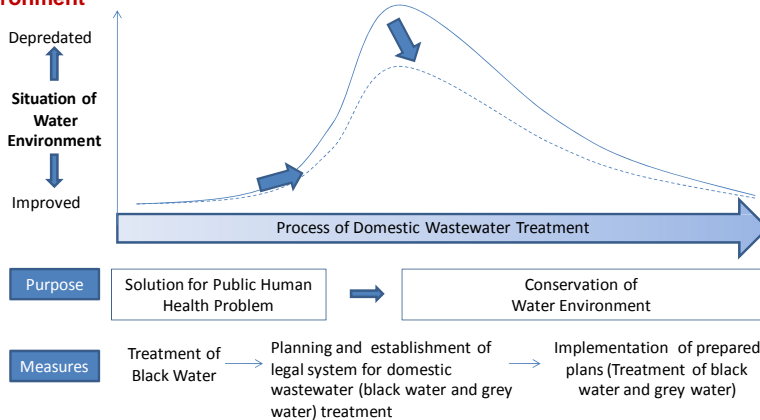 ronment
Depredated
Situation of
Water
Environment
Improved
Process of Domestic Wastewater Treatment
Purpose
Solution for Public Human
Health Problem
Conservation of
Water Environment
Measures
Treatment of
Black Water
Planning and establishment of
legal system for domestic
wastewater (black water and grey
water) treatment
Implementation of prepared
plans (Treatment of black
water and grey water)